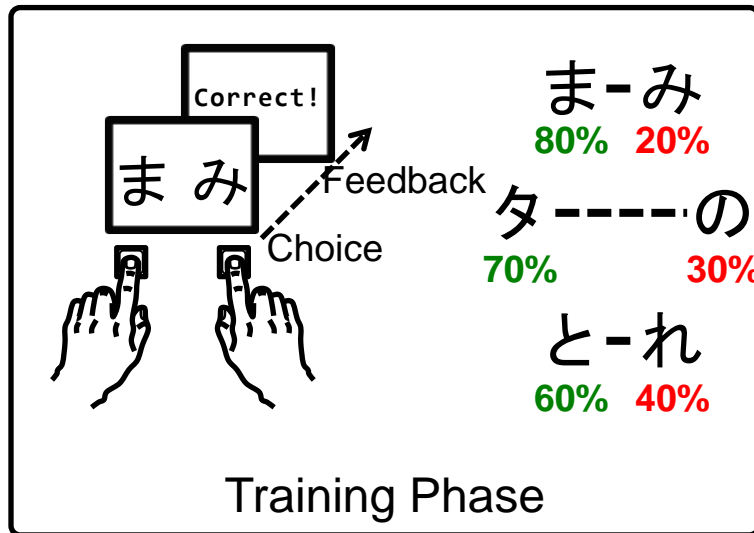 Correct!
ま み
Feedback
Choice
ま - み
80% 20%
タ - - - - - の
70% 30%
と - れ
60% 40%
Training Phase